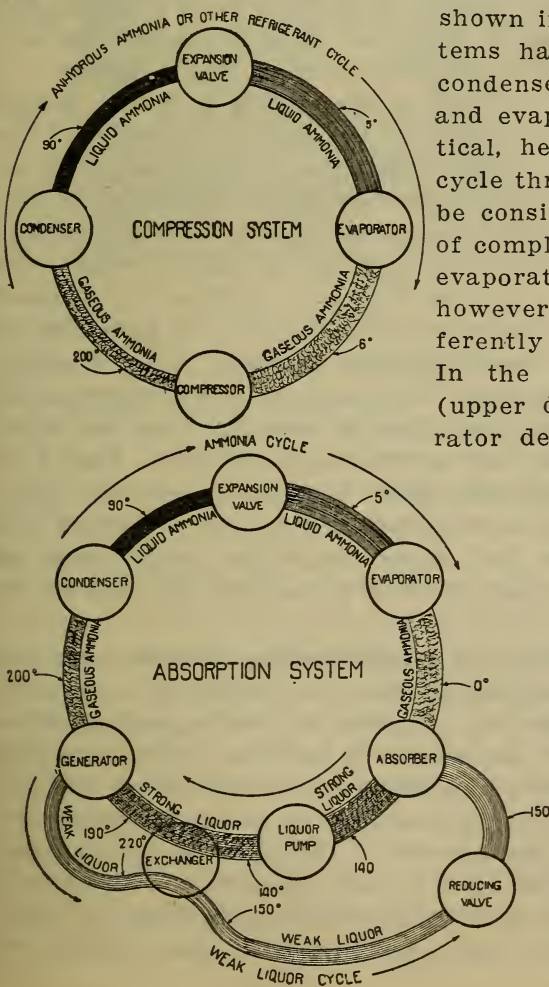 ANHYDROUS AMMONIA OR OTHER REFRIGERANT CYCLE
EXPANSION
VALVE
90°
LIQUID AMMONIA
LIQUID AMMONIA
5°
CONDENSER
COMPRESSION SYSTEM
EVAPORATOR
GASEOUS AMMONIA
200°
GASEOUS AMMONIA
6°
COMPRESSOR
AMMONIA CYCLE
EXPANSION
VALVE
90°
LIQUID AMMONIA
LIQUID AMMONIA
5°
CONDENSER
EVAPORATOR
200°
GASEOUS AMMONIA
ABSORPTION SYSTEM
GASEOUS AMMONIA
0°
GENERATOR
ABSORBER
STRONG LIQUOR
STRONG
LIQUOR
WEAK LIQUOR
190°
220°
EXCHANGER
LIQUOR
PUMP
140
140°
150°
150
REDUCING
VALVE
WEAK LIQUOR
WEAK LIQUOR CYCLE
shown in
tems ha
condense
and evap
tical, he
cycle thr
be consi
of compl
evaporat
however
ferently
In the
(upper d
rator de